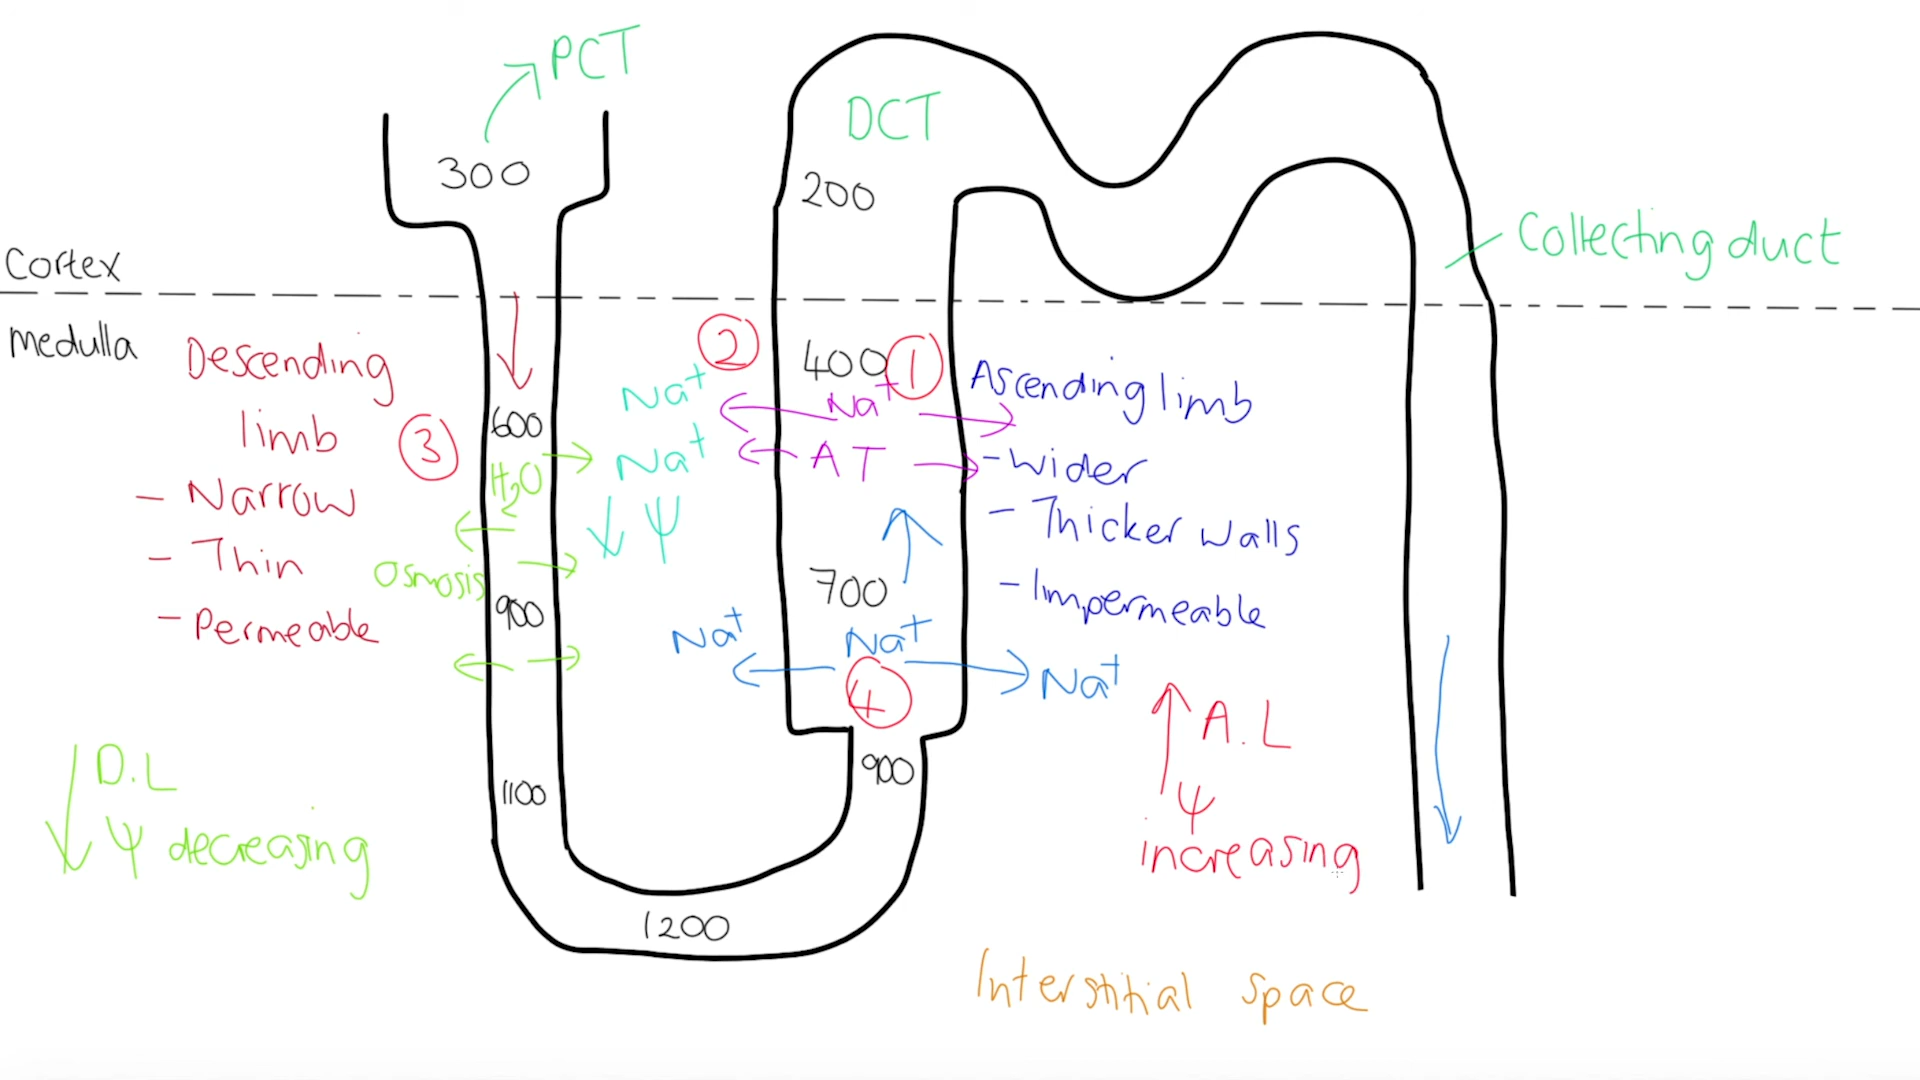 PCT
300
DCT
200
Collecting duct
Cortex
Medulla
Descending
limb
- Narrow
- Thin
- Permeable
3
600
H₂O
Osmosis
900
1100
1200
2
Na⁺
Na⁺
↓ Ψ
Na⁺
400
1
Na⁺
AT
700
Na⁺
4
900
Na⁺
Ascending limb
- Wider
- Thicker walls
- Impermeable
D.L
Ψ decreasing
A.L
Ψ
increasing
Interstitial space